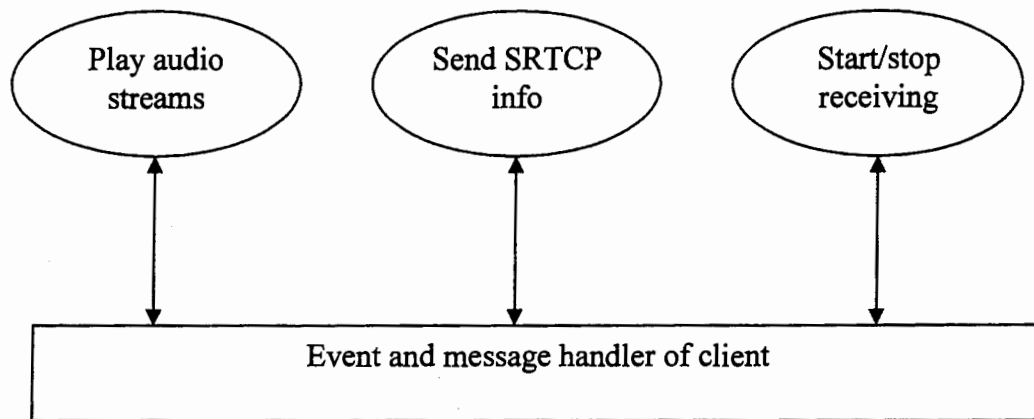 Play audio
streams
Send SRTCP
info
Start/stop
receiving
Event and message handler of client